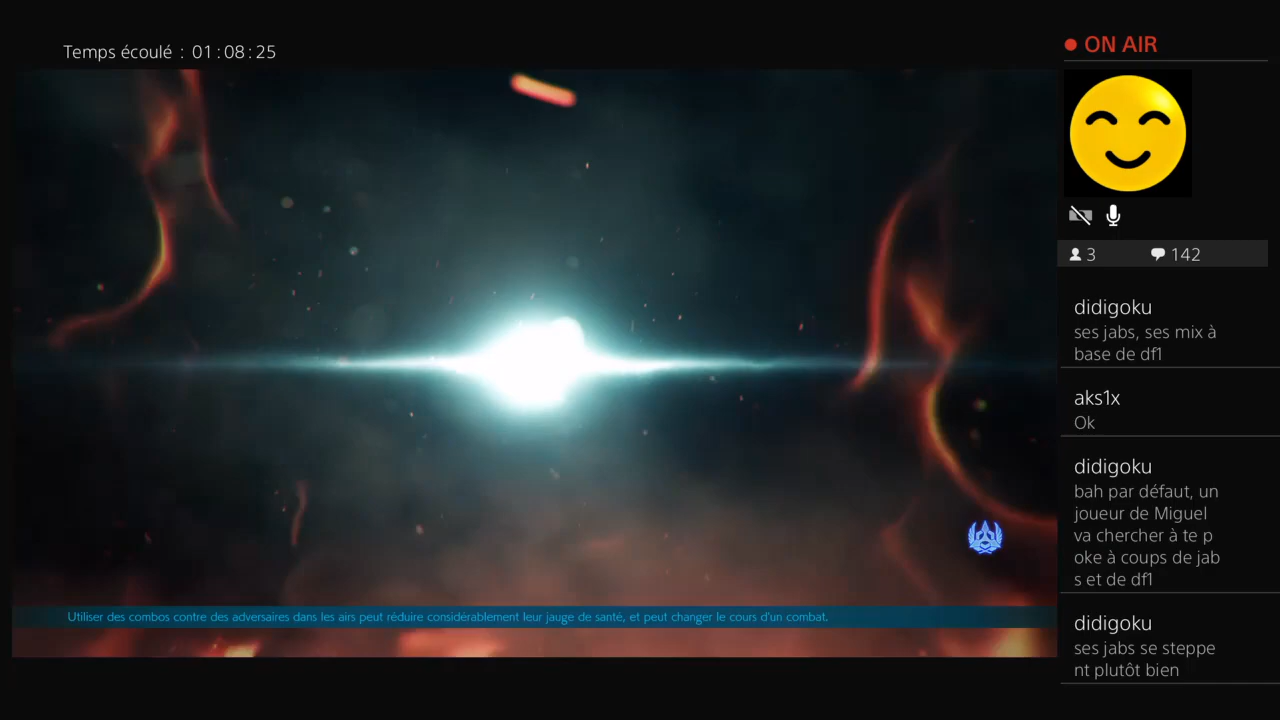 Temps écoulé : 01:08:25
ON AIR
3 142
didigoku
ses jabs, ses mix à
base de df1
aks1x
Ok
didigoku
bah par défaut, un
joueur de Miguel
va chercher à te p
oke à coups de jab
s et de df1
didigoku
ses jabs se steppe
nt plutôt bien
Utiliser des combos contre des adversaires dans les airs peut réduire considérablement leur jauge de santé, et peut changer le cours d'un combat.